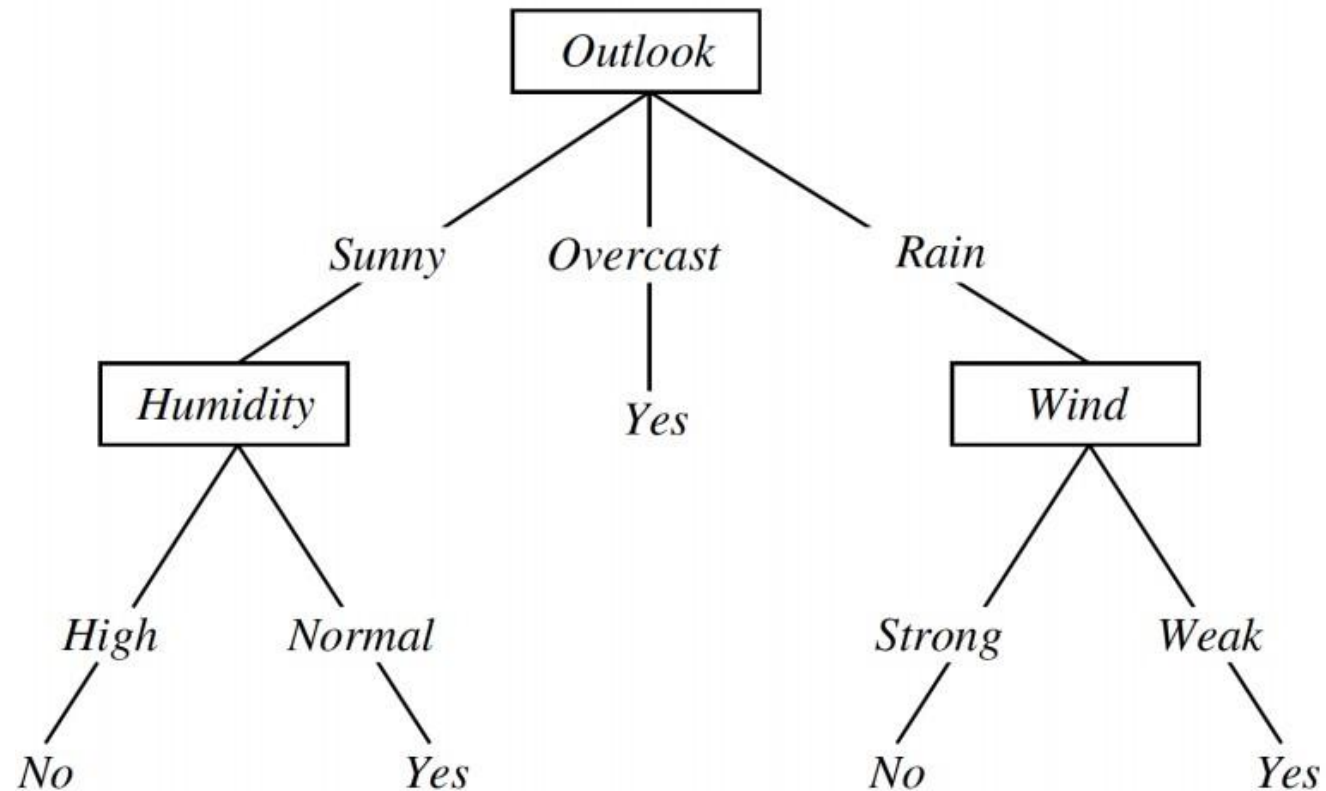 Outlook
Sunny Overcast Rain
Humidity Yes Wind
High Normal Strong Weak
No Yes No Yes